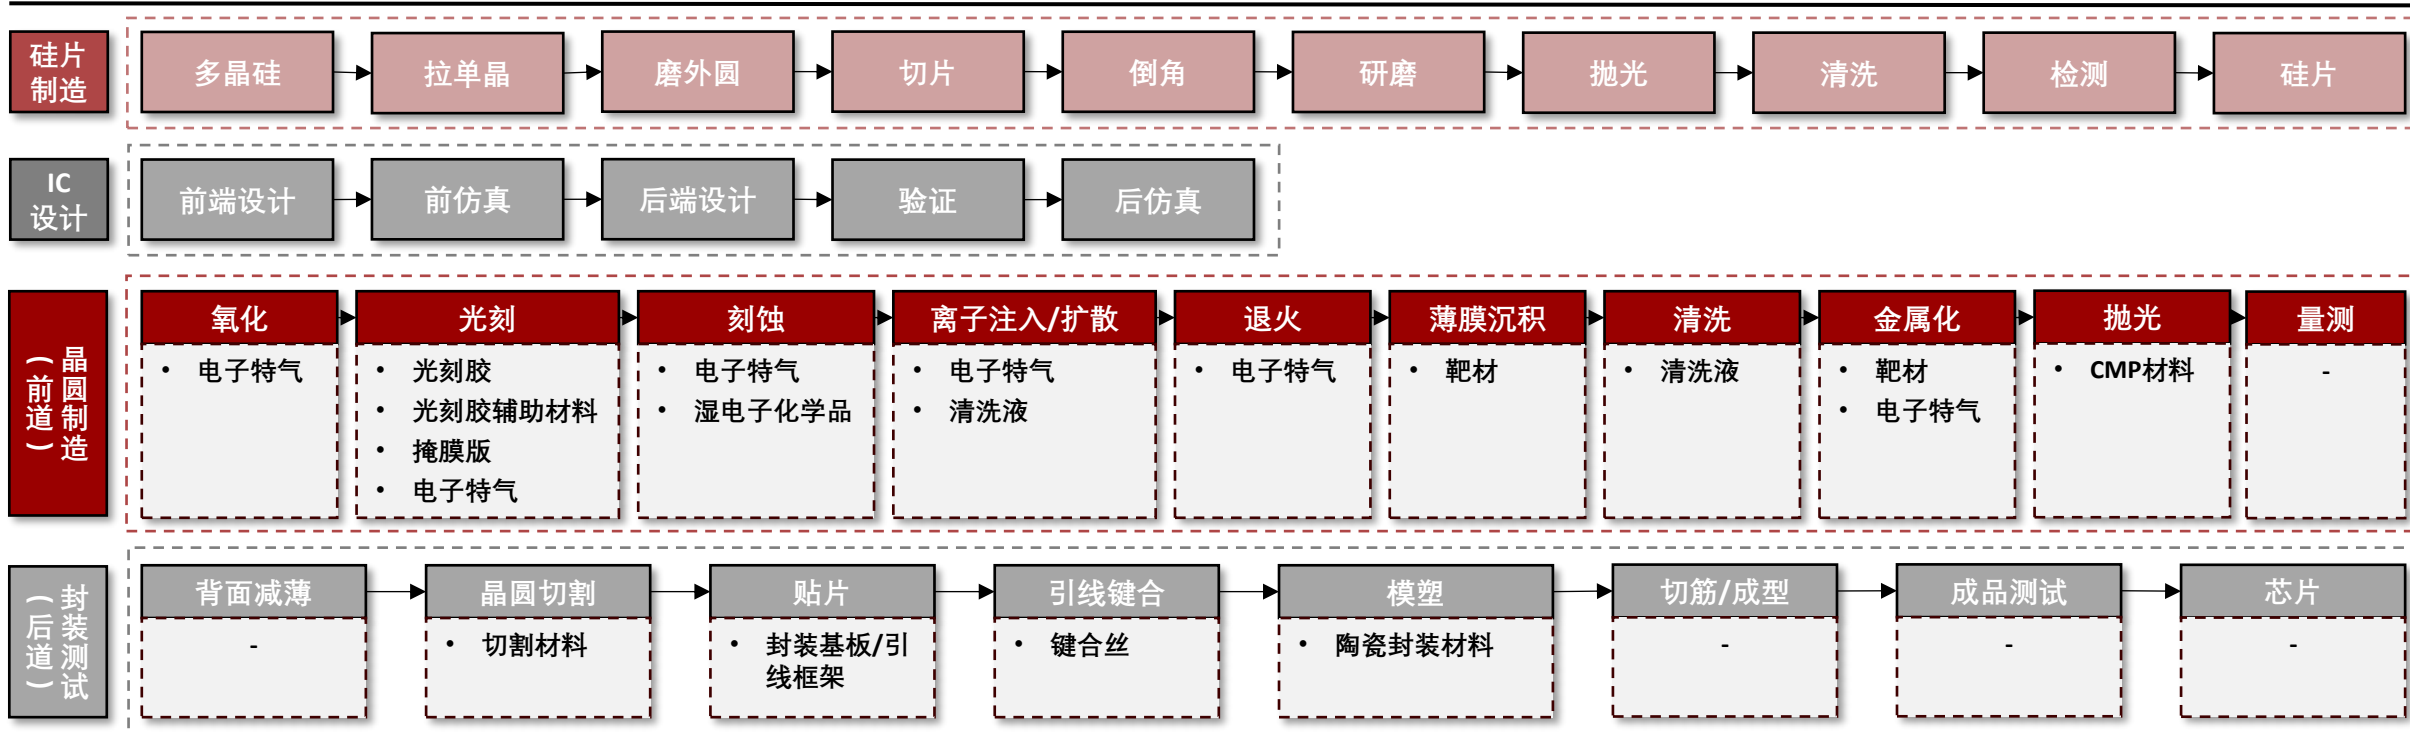 硅片
制造
多晶硅
拉单晶
磨外圆
切片
倒角
研磨
抛光
清洗
检测
硅片
IC
设计
前端设计
前仿真
后端设计
验证
后仿真
晶圆制造
（前道）
氧化
• 电子特气
光刻
• 光刻胶
• 光刻胶辅助材料
• 掩膜版
• 电子特气
刻蚀
• 电子特气
• 湿电子化学品
离子注入/扩散
• 电子特气
• 清洗液
退火
• 电子特气
薄膜沉积
• 靶材
清洗
• 清洗液
金属化
• 靶材
• 电子特气
抛光
• CMP材料
量测
-
封装测试
（后道）
背面减薄
-
晶圆切割
• 切割材料
贴片
• 封装基板/引
线框架
引线键合
• 键合丝
模塑
• 陶瓷封装材料
切筋/成型
-
成品测试
-
芯片
-